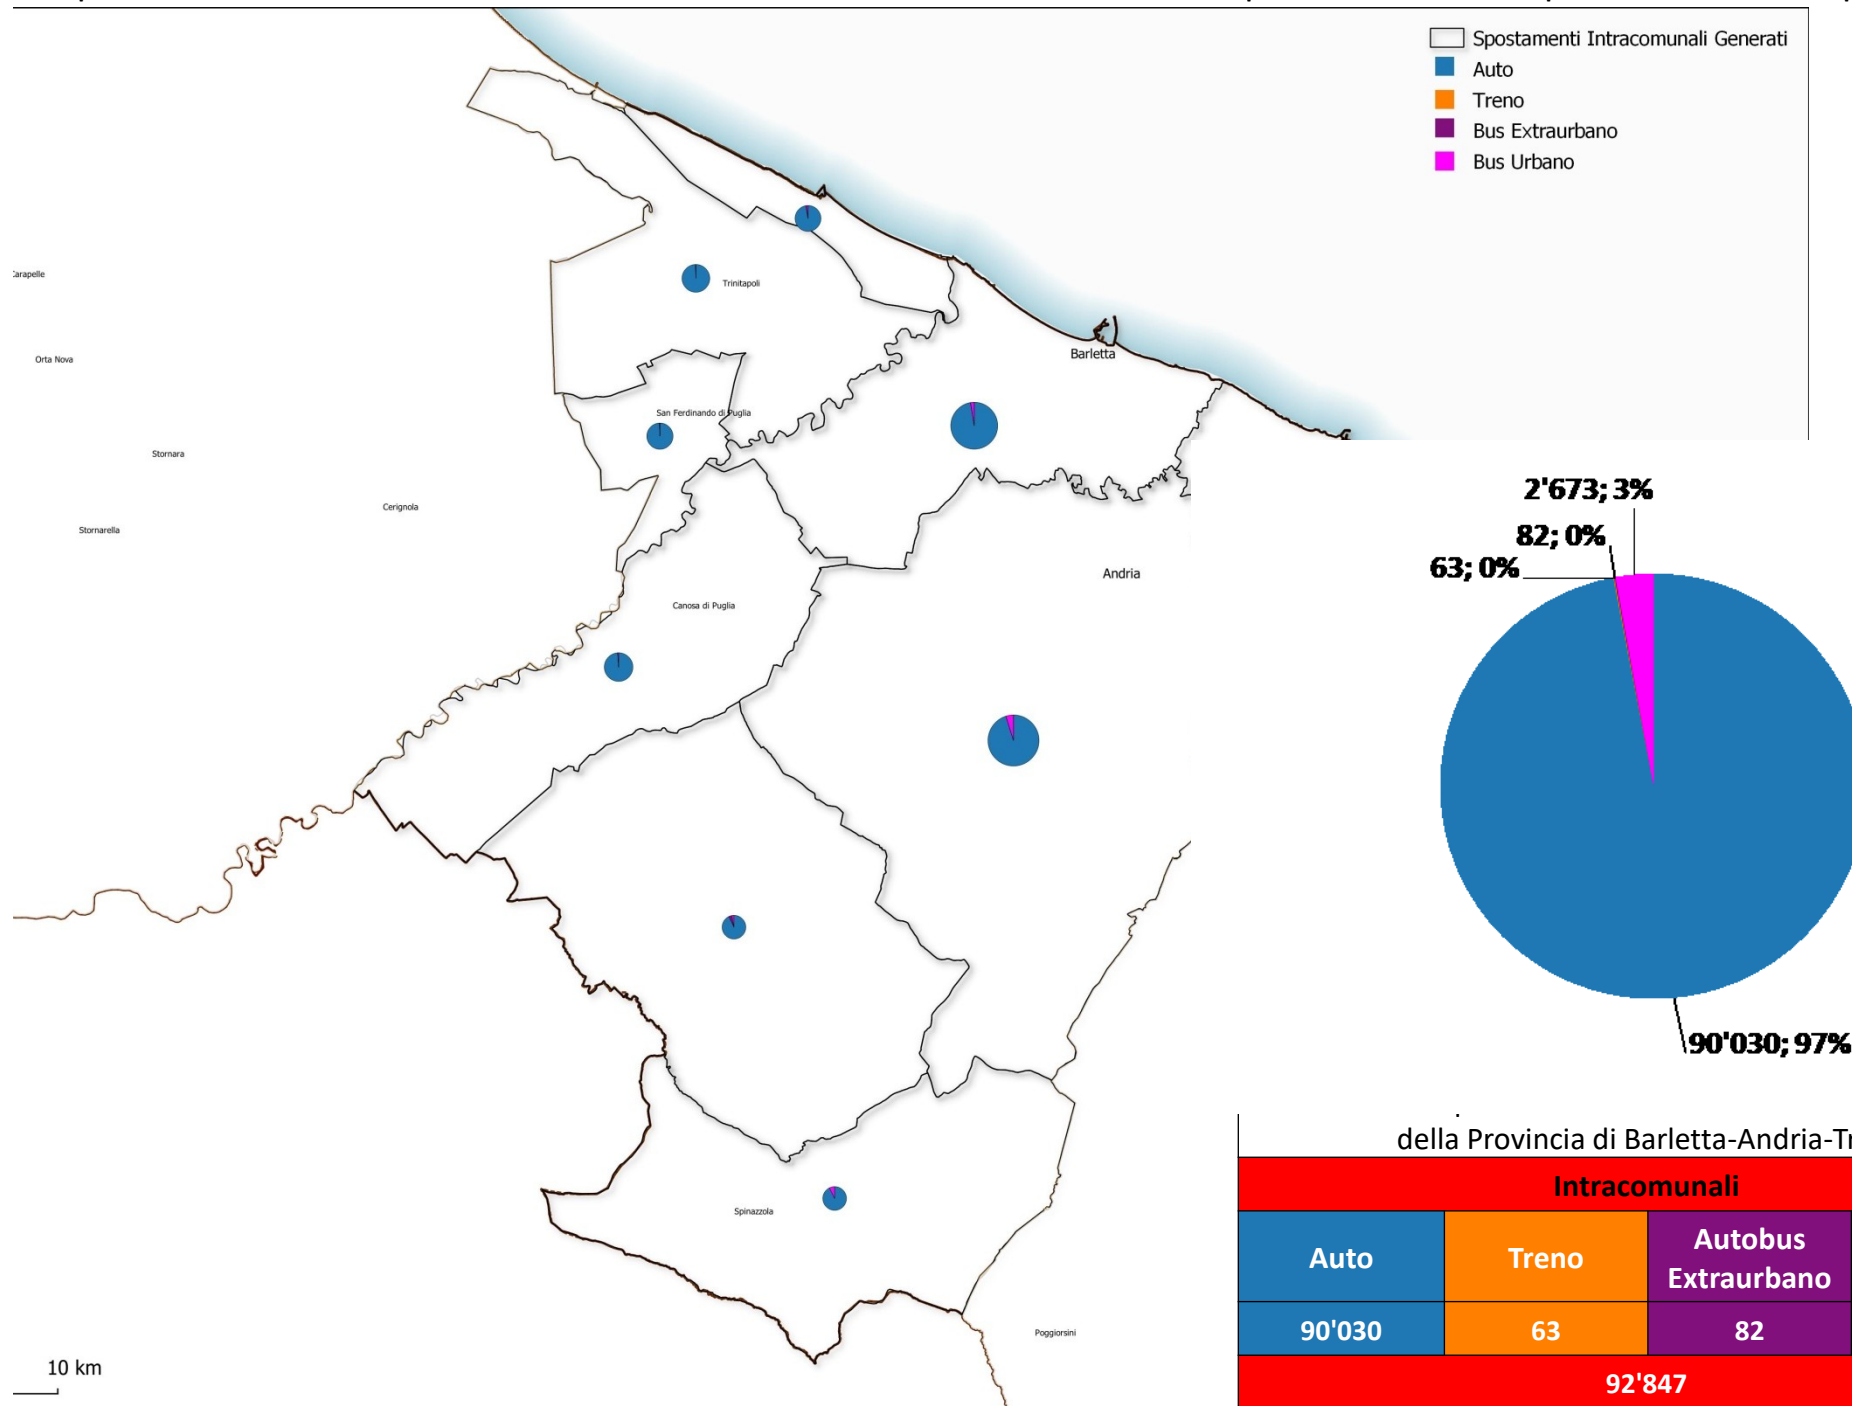 Spostamenti Intracomunali Generati
Auto
Treno
Bus Extraurbano
Bus Urbano
Carapelle
Trinitapoli
Orta Nova
Barletta
San Ferdinando di Puglia
Stornara
Cerignola
Stornarella
Andria
Canosa di Puglia
Spinazzola
Poggiorsini
10 km
2'673; 3%
82; 0%
63; 0%
90'030; 97%
della Provincia di Barletta-Andria-Tr
Intracomunali
Auto
Treno
Autobus
Extraurbano
90'030
63
82
92'847